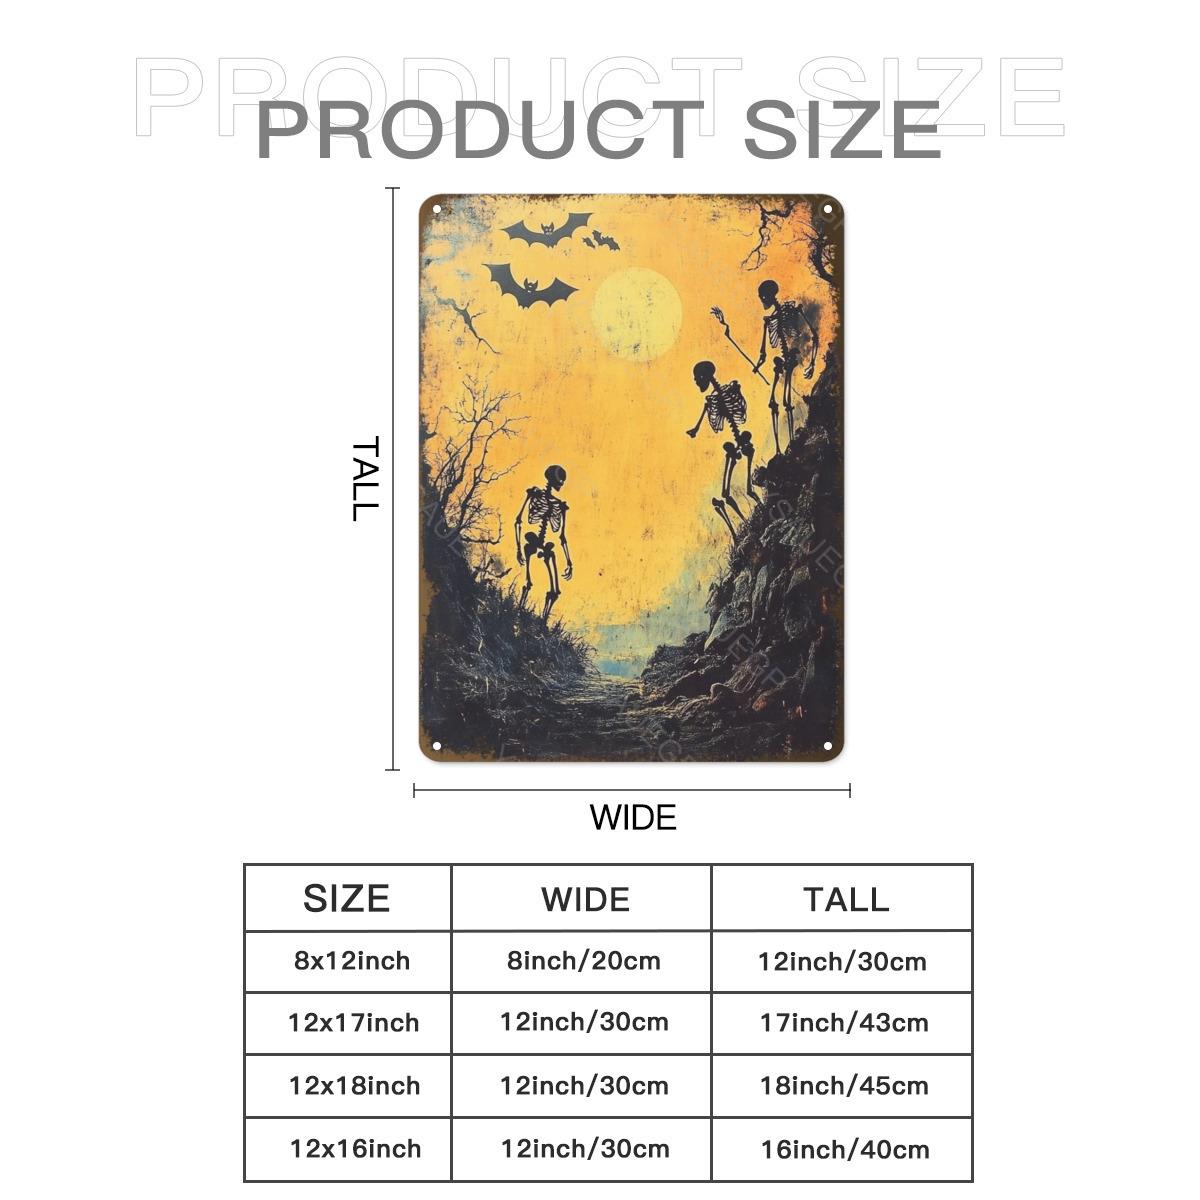 PRODUCT SIZE
PRODUCT SIZE
TALL
WIDE
SIZE WIDE TALL
8x12inch 8inch/20cm 12inch/30cm
12x17inch 12inch/30cm 17inch/43cm
12x18inch 12inch/30cm 18inch/45cm
12x16inch 12inch/30cm 16inch/40cm